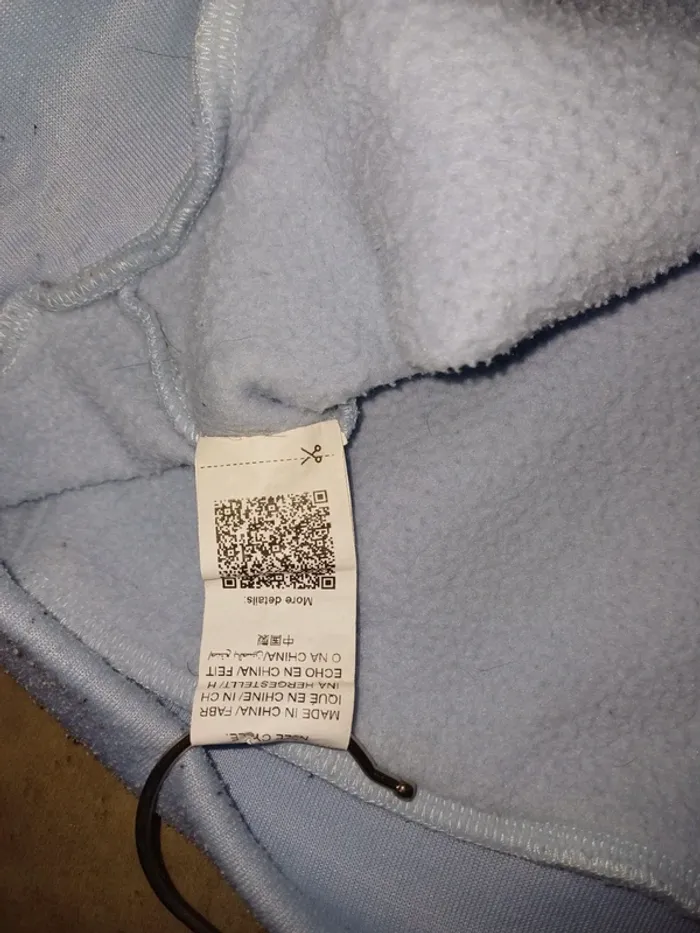 MADE IN CHINA/ FABR
IQUÉ EN CHINE/ IN CH
INA HERGESTELLT/ H
ECHO EN CHINA/ FEIT
O NA CHINA/
中国製
More details: